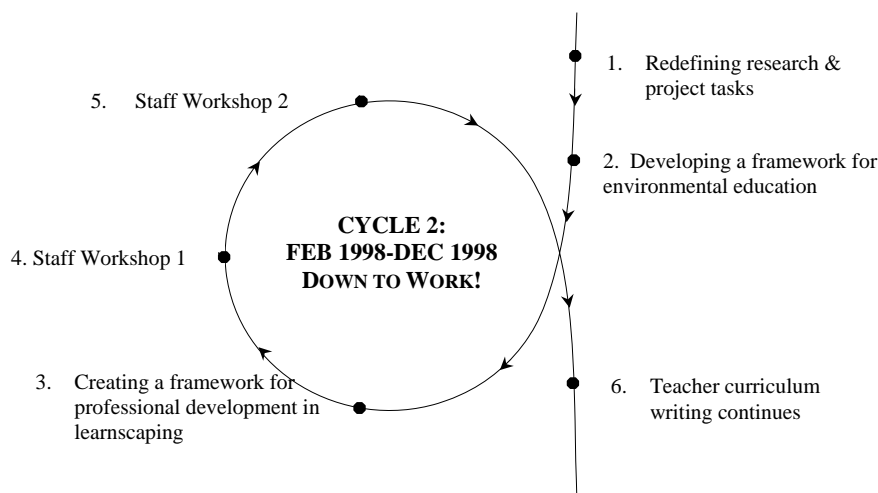 1. Redefining research &
project tasks
2. Developing a framework for
environmental education
3. Creating a framework for
professional development in
learnscaping
4. Staff Workshop 1
5. Staff Workshop 2
CYCLE 2:
FEB 1998-DEC 1998
DOWN TO WORK!
6. Teacher curriculum
writing continues